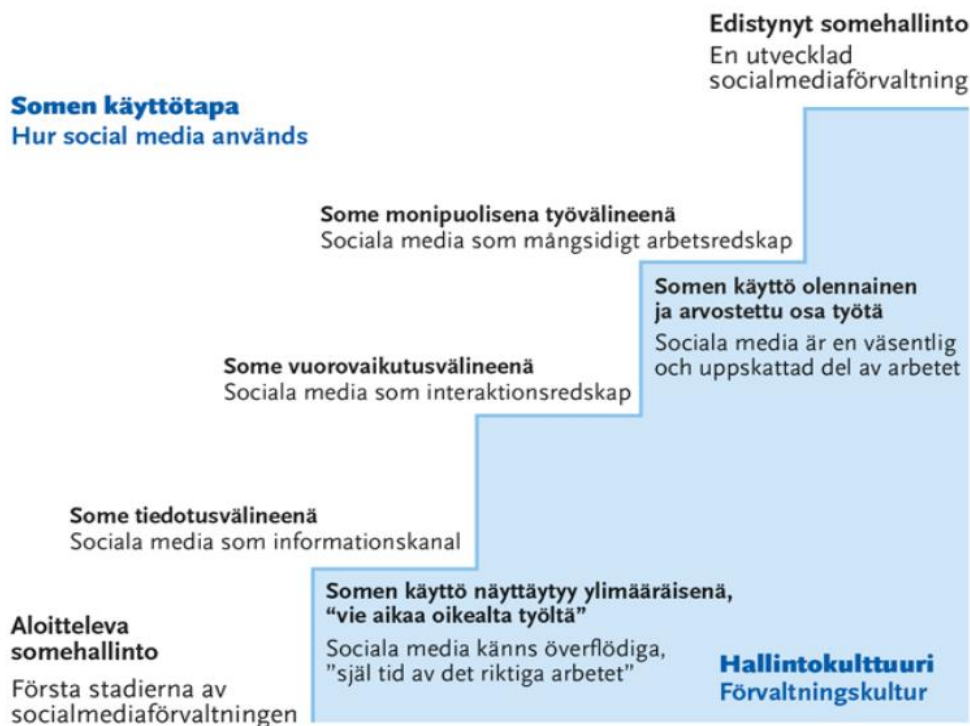 Edistynyt somehallinto
En utvecklad
socialmediaförvaltning
Somen käyttötapa
Hur social media används
Some monipuolisena työvälineenä
Sociala media som mångsidigt arbetsredskap
Somen käyttö olennainen
ja arvostettu osa työtä
Sociala media är en väsentlig
och uppskattad del av arbetet
Some vuorovaikutusvälineenä
Sociala media som interaktionsredskap
Some tiedotusvälineenä
Sociala media som informationskanal
Somen käyttö näyttäytyy ylimääräisenä,
“vie aikaa oikealta työltä”
Sociala media känns överflödiga,
”själ tid av det riktiga arbetet”
Aloitteleva
somehallinto
Första stadierna av
socialmediaförvaltningen
Hallintokulttuuri
Förvaltningskultur